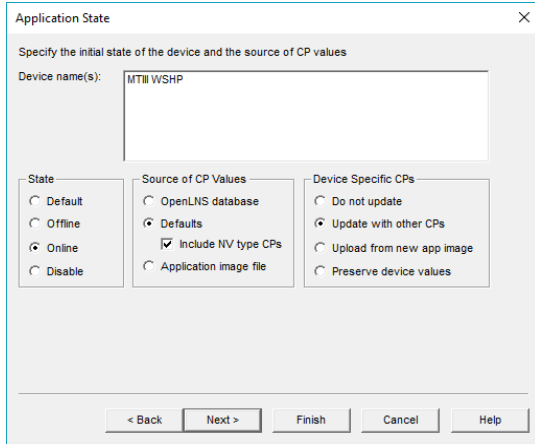 Application State
Specify the initial state of the device and the source of CP values
Device name(s):
MTIII WSHP
State
Default
Offline
Online
Disable
Source of CP Values
OpenLNS database
Defaults
Include NV type CPs
Application image file
Device Specific CPs
Do not update
Update with other CPs
Upload from new app image
Preserve device values
< Back
Next >
Finish
Cancel
Help